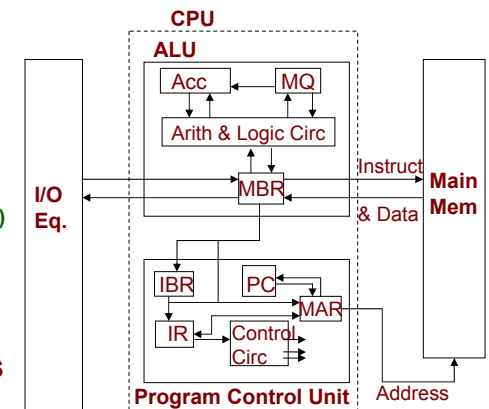 CPU
ALU
Acc
MQ
Arith & Logic Circ
MBR
Instruct
& Data
I/O
Eq.
)
Main
Mem
IBR
PC
MAR
IR
Control
Circ
s
Program Control Unit
Address